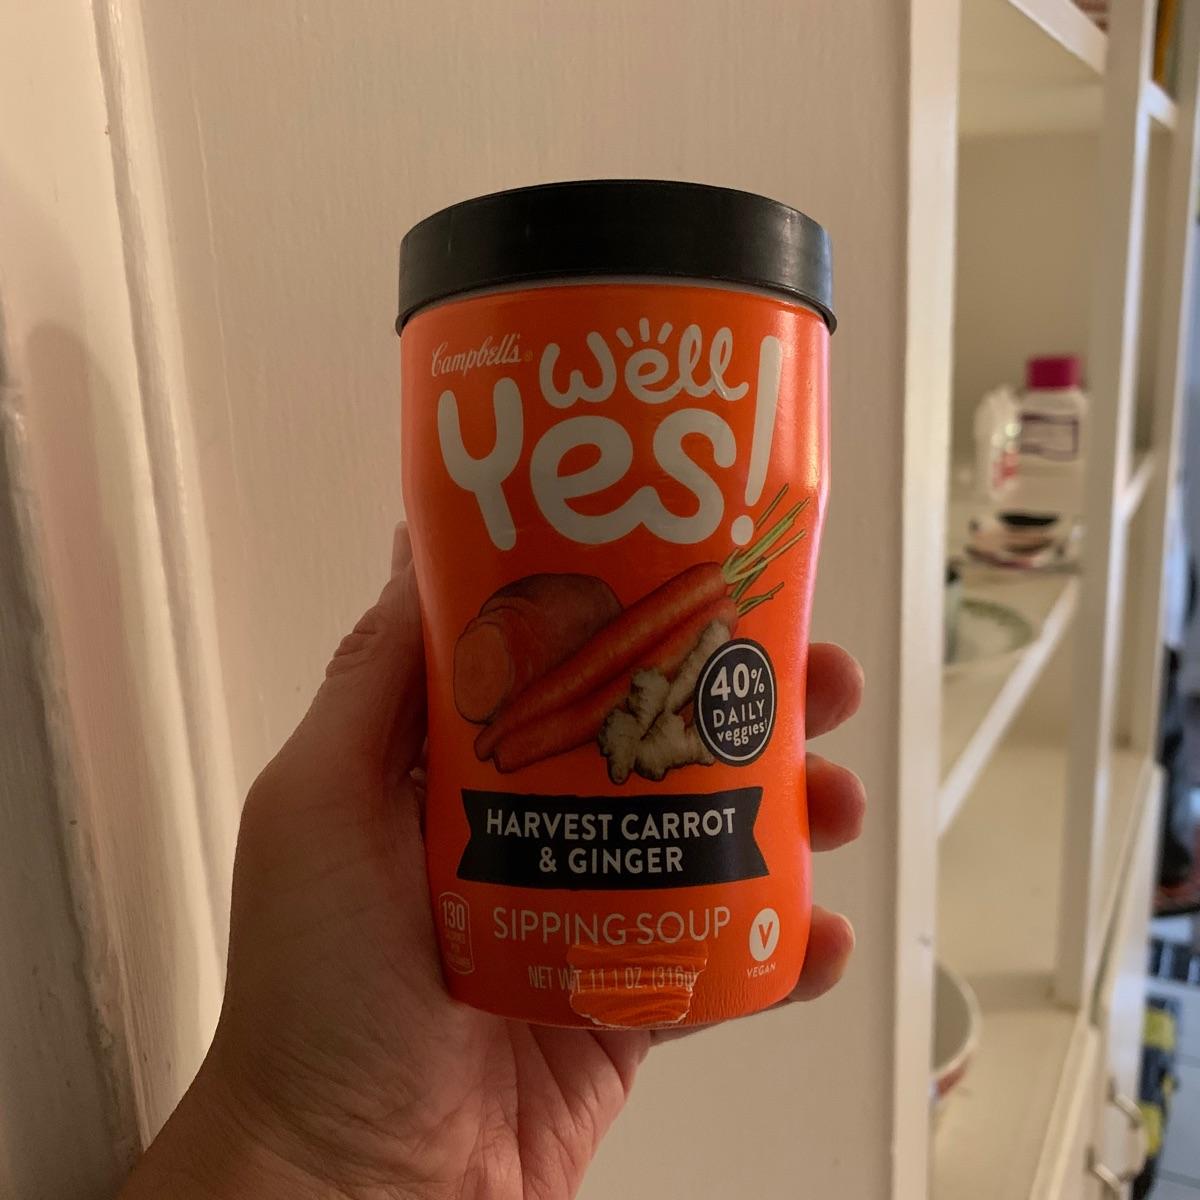 Campbell's®
Well
Yes!
40%
DAILY
veggies†
HARVEST CARROT
& GINGER
130
SIPPING SOUP
NET WT 11.1 OZ. (316g)
V
VEGAN